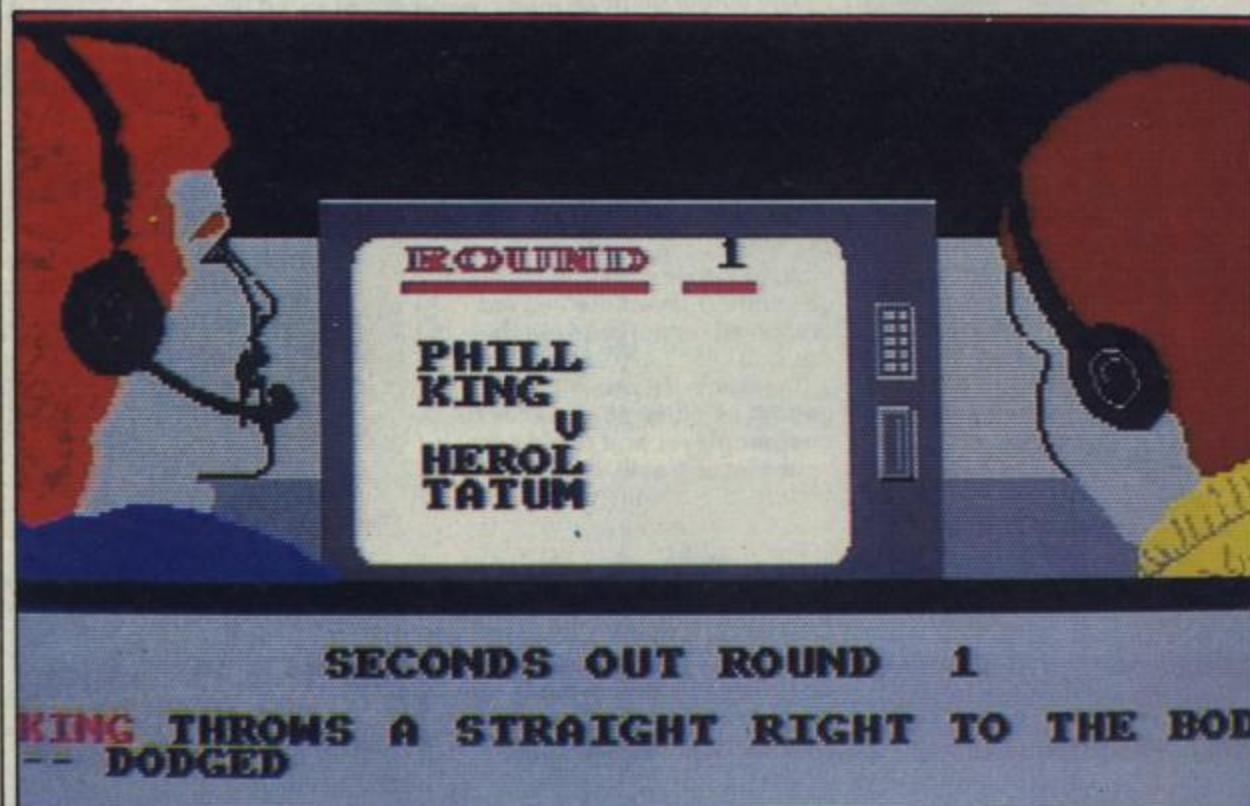 ROUND 1
PHILL
KING
V
HEROL
TATUM
SECONDS OUT ROUND 1
KING THROWS A STRAIGHT RIGHT TO THE BOD
-- DODGED